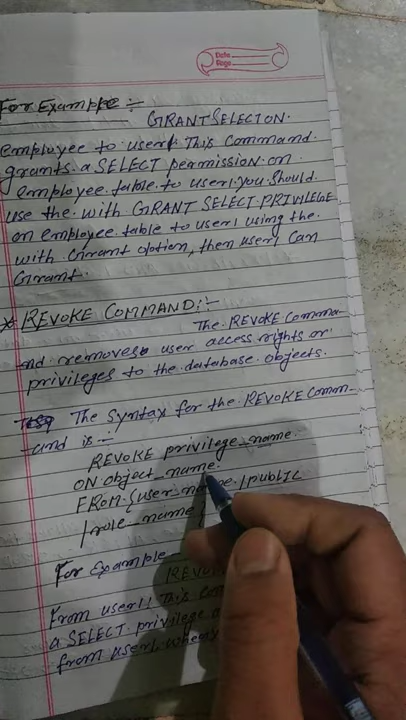 Date
Page
For Example :-
GRANT SELECT ON
employee to user1. This Command
grants a SELECT permission on
employee table to user1. You Should
use the with GRANT SELECT PRIVILEGE
on employee table to user1 using the
with Grant option, then user1 Can
Grant.
* REVOKE COMMAND:-
The REVOKE Comma-
nd removes user access rights or
privileges to the database objects.
The Syntax for the REVOKE Comm-
-and is :-
REVOKE privilege_name
ON object_name
FROM {user_name / public
/ role_name
For Example
REVO
From user1! This Com
a SELECT privilege
from user1, when